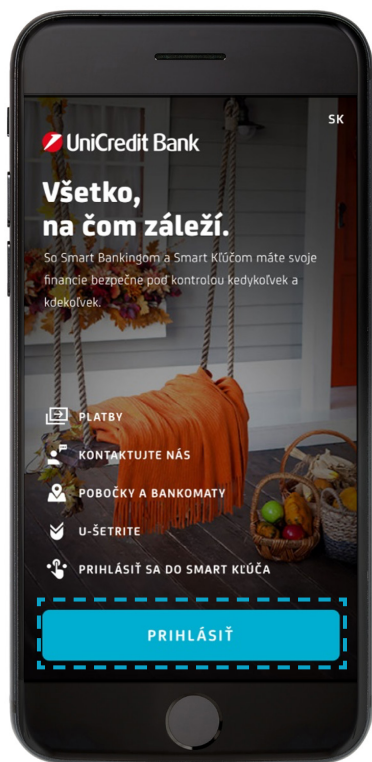 SK
UniCredit Bank
Všetko,
na čom záleží.
So Smart Bankingom a Smart Kľúčom máte svoje
financie bezpečne pod kontrolou kedykoľvek a
kdekoľvek.
PLATBY
KONTAKTUJTE NÁS
POBOČKY A BANKOMATY
U-ŠETRITE
PRIHLÁSIŤ SA DO SMART KĽÚČA
PRIHLÁSIŤ